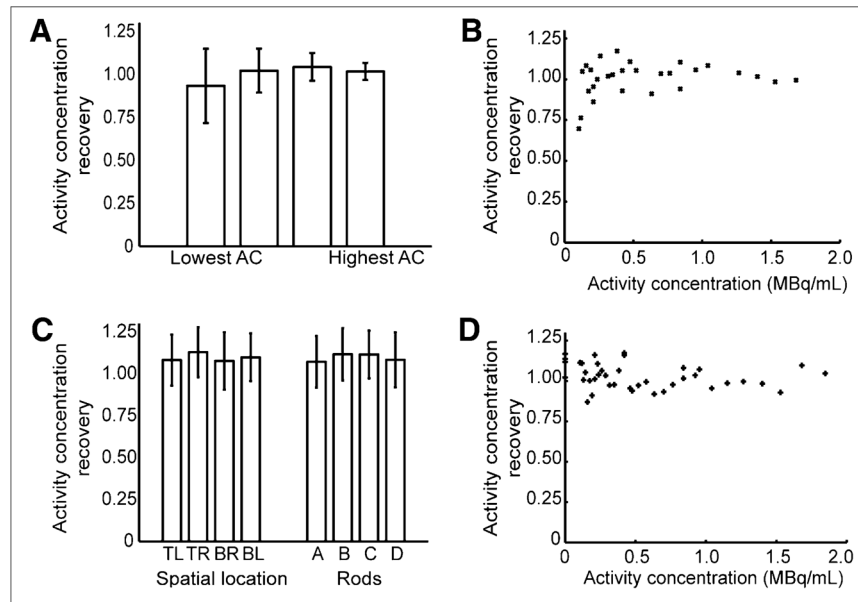 A
Activity concentration
recovery
1.25
1.00
0.75
0.50
0.25
0
Lowest AC
Highest AC
B
Activity concentration
recovery
1.25
1.00
0.75
0.50
0.25
0
0
0.5
1.0
1.5
2.0
Activity concentration (MBq/mL)
C
Activity concentration
recovery
1.25
1.00
0.75
0.50
0.25
0
TL TR BR BL
A B C D
Spatial location
Rods
D
Activity concentration
recovery
1.25
1.00
0.75
0.50
0.25
0
0
0.5
1.0
1.5
2.0
Activity concentration (MBq/mL)